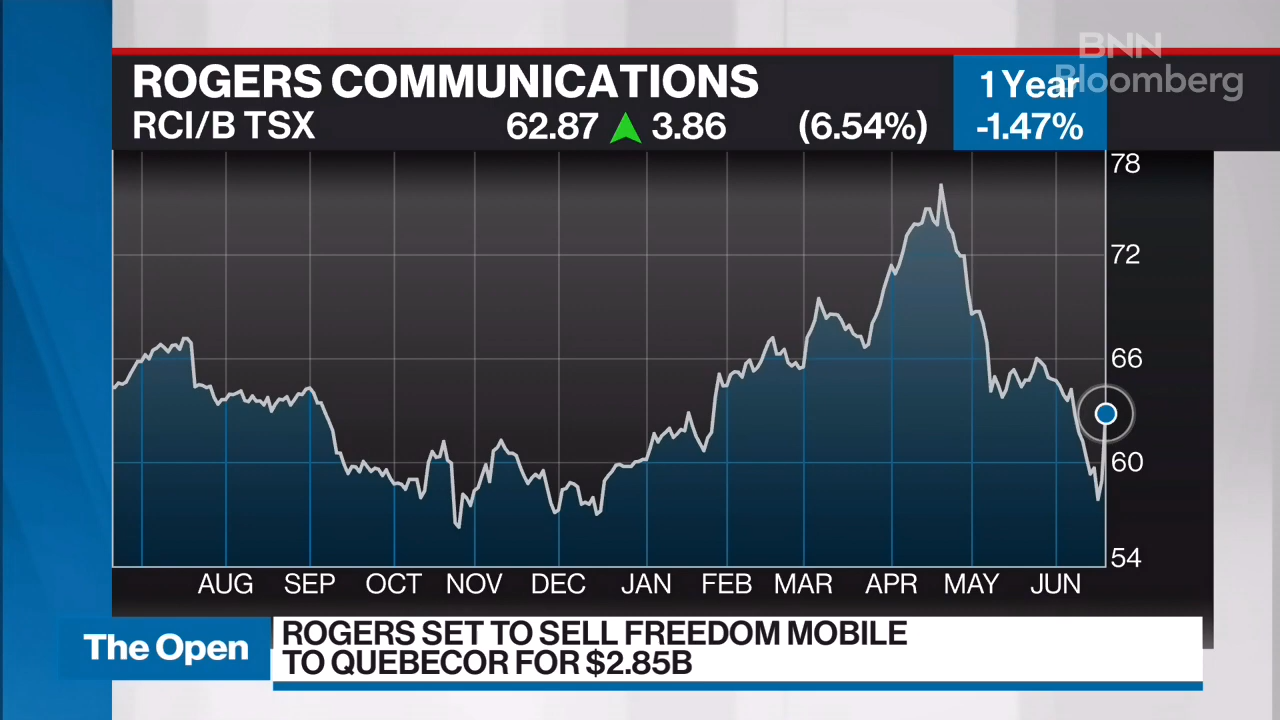 BNN
Bloomberg
ROGERS COMMUNICATIONS
RCI/B TSX 62.87 3.86 (6.54%)
1 Year
-1.47%
78
72
66
60
54
AUG SEP OCT NOV DEC JAN FEB MAR APR MAY JUN
The Open
ROGERS SET TO SELL FREEDOM MOBILE
TO QUEBECOR FOR $2.85B